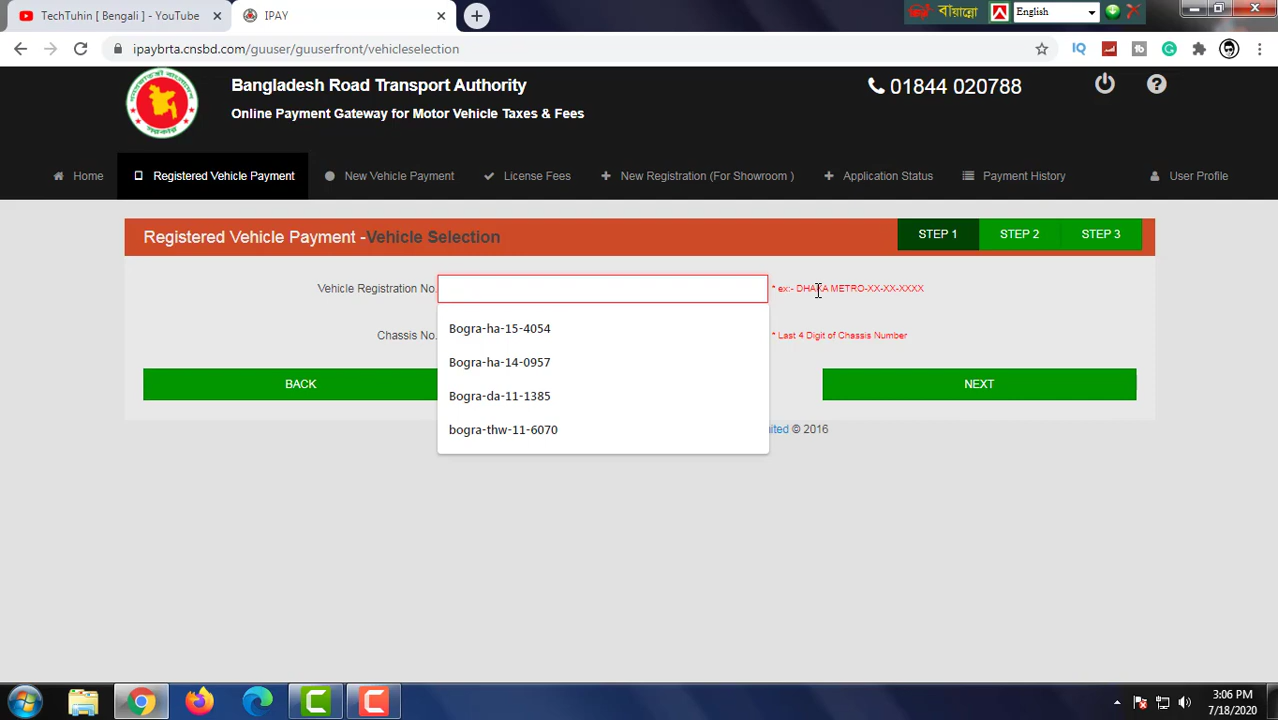 TechTuhin [ Bengali ] - YouTube
IPAY
বাঁয়ান্নো
English
ipaybrta.cnsbd.com/guuser/guuserfront/vehicleselection
IQ
Bangladesh Road Transport Authority
Online Payment Gateway for Motor Vehicle Taxes & Fees
01844 020788
Home
Registered Vehicle Payment
New Vehicle Payment
License Fees
New Registration (For Showroom )
Application Status
Payment History
User Profile
Registered Vehicle Payment -Vehicle Selection
STEP 1
STEP 2
STEP 3
Vehicle Registration No.
* ex:- DHAKA METRO-XX-XX-XXXX
Bogra-ha-15-4054
Chassis No.
* Last 4 Digit of Chassis Number
Bogra-ha-14-0957
BACK
NEXT
Bogra-da-11-1385
bogra-thw-11-6070
© 2016
3:06 PM
7/18/2020